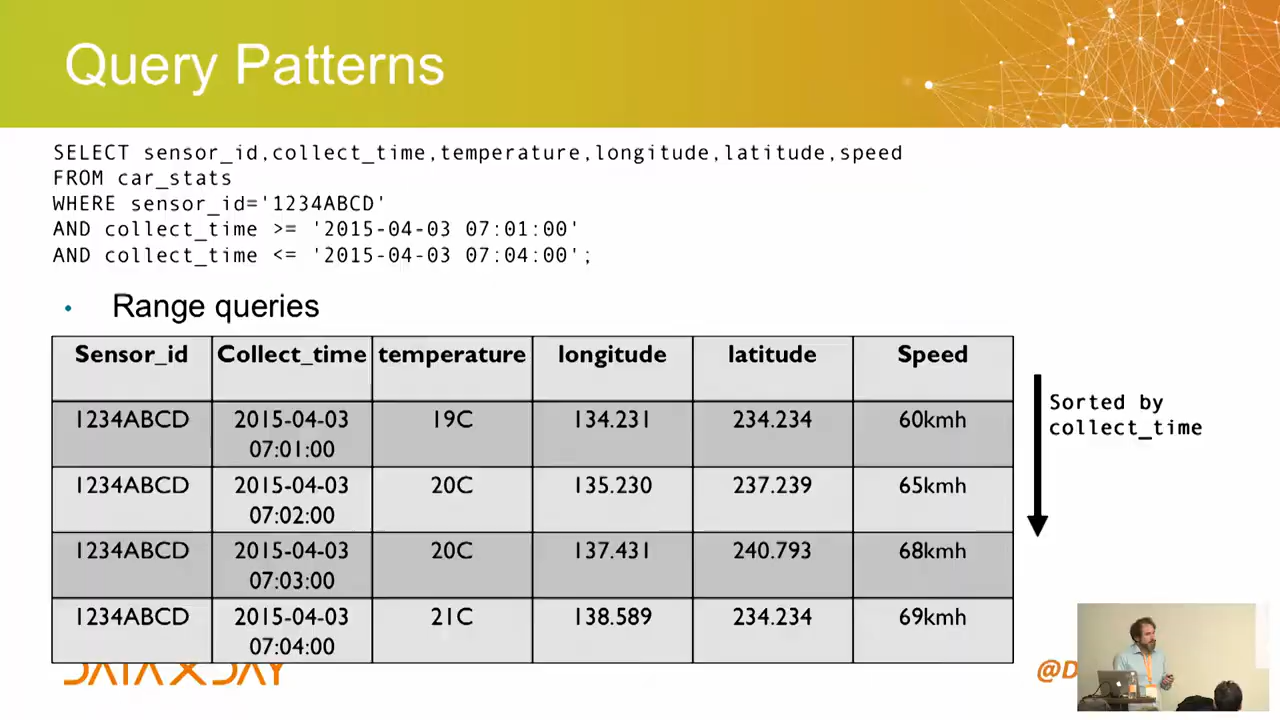 Query Patterns
SELECT sensor_id,collect_time,temperature,longitude,latitude,speed
FROM car_stats
WHERE sensor_id='1234ABCD'
AND collect_time >= '2015-04-03 07:01:00'
AND collect_time <= '2015-04-03 07:04:00';
• Range queries
Sensor_id Collect_time temperature longitude latitude Speed
1234ABCD 2015-04-03 07:01:00 19C 134.231 234.234 60kmh
1234ABCD 2015-04-03 07:02:00 20C 135.230 237.239 65kmh
1234ABCD 2015-04-03 07:03:00 20C 137.431 240.793 68kmh
1234ABCD 2015-04-03 07:04:00 21C 138.589 234.234 69kmh
Sorted by
collect_time
DATA X DAY